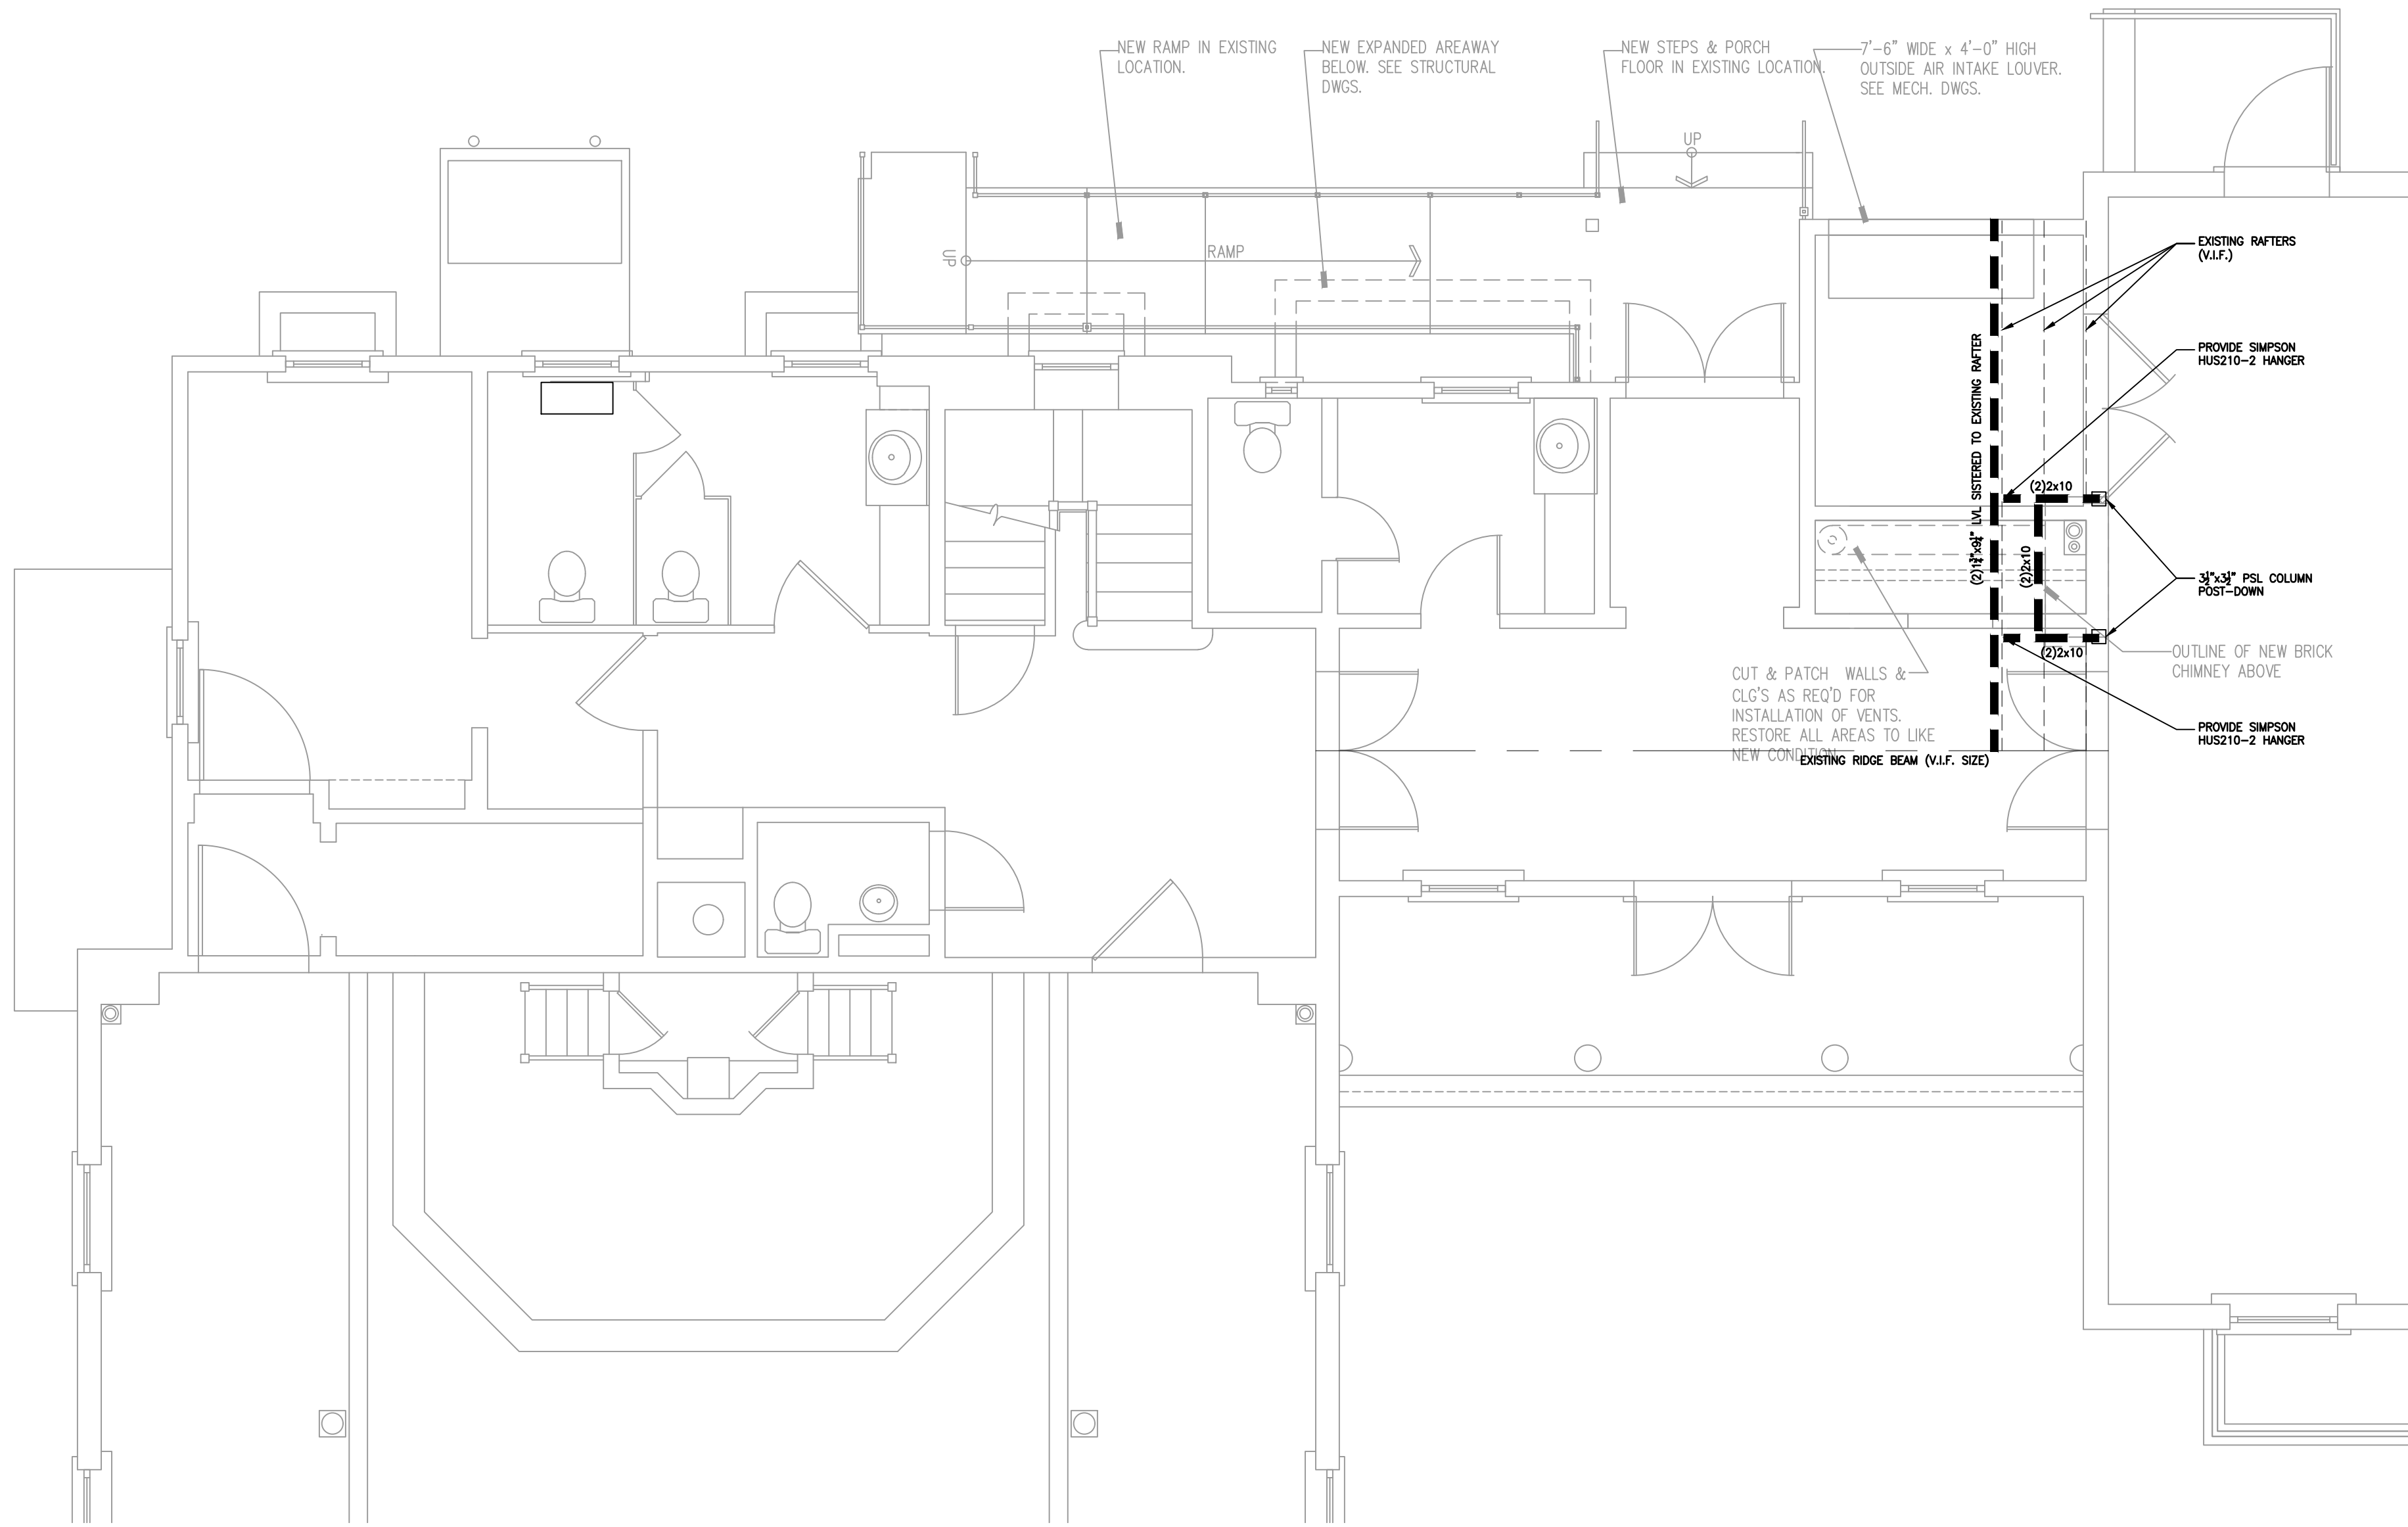 NEW RAMP IN EXISTING
LOCATION.
NEW EXPANDED AREAWAY
BELOW. SEE STRUCTURAL
DWGS.
NEW STEPS & PORCH
FLOOR IN EXISTING LOCATION.
7'-6" WIDE x 4'-0" HIGH
OUTSIDE AIR INTAKE LOUVER.
SEE MECH. DWGS.
UP
UP
RAMP
EXISTING RAFTERS
(V.I.F.)
PROVIDE SIMPSON
HUS210-2 HANGER
(2)1¾"x9¼" LVL SISTERED TO EXISTING RAFTER
(2)2x10
(2)2x10
(2)2x10
3½"x3½" PSL COLUMN
POST-DOWN
OUTLINE OF NEW BRICK
CHIMNEY ABOVE
CUT & PATCH WALLS &
CLG'S AS REQ'D FOR
INSTALLATION OF VENTS.
RESTORE ALL AREAS TO LIKE
NEW CONDITION.
EXISTING RIDGE BEAM (V.I.F. SIZE)
PROVIDE SIMPSON
HUS210-2 HANGER